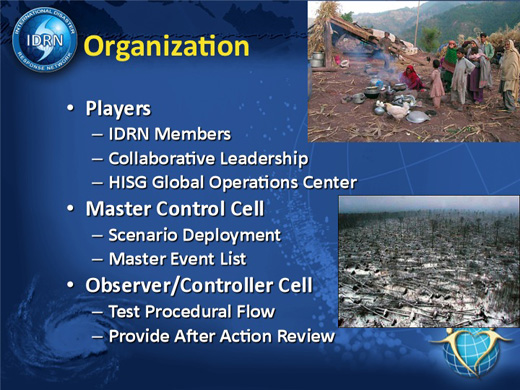 INTERNATIONAL DISASTER
IDRN
RESPONSE NETWORK
Organization
• Players
– IDRN Members
– Collaborative Leadership
– HISG Global Operations Center
• Master Control Cell
– Scenario Deployment
– Master Event List
• Observer/Controller Cell
– Test Procedural Flow
– Provide After Action Review